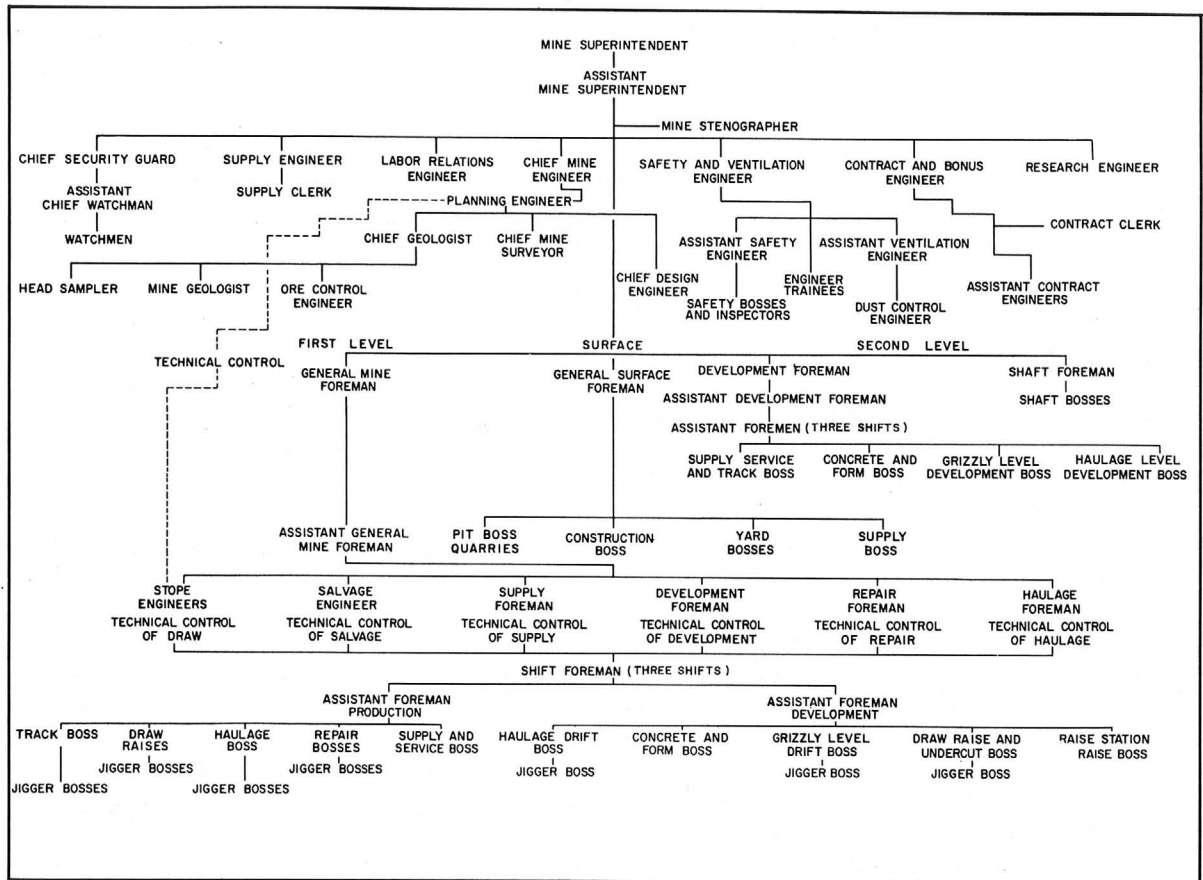 MINE SUPERINTENDENT
ASSISTANT
MINE SUPERINTENDENT
MINE STENOGRAPHER
CHIEF SECURITY GUARD
SUPPLY ENGINEER
LABOR RELATIONS
ENGINEER
CHIEF MINE
ENGINEER
SAFETY AND VENTILATION
ENGINEER
CONTRACT AND BONUS
ENGINEER
RESEARCH ENGINEER
ASSISTANT
CHIEF WATCHMAN
WATCHMEN
SUPPLY CLERK
PLANNING ENGINEER
CHIEF GEOLOGIST
CHIEF MINE
SURVEYOR
CHIEF DESIGN
ENGINEER
ASSISTANT SAFETY
ENGINEER
SAFETY BOSSES
AND INSPECTORS
ENGINEER
TRAINEES
ASSISTANT VENTILATION
ENGINEER
DUST CONTROL
ENGINEER
CONTRACT CLERK
ASSISTANT CONTRACT
ENGINEERS
HEAD SAMPLER
MINE GEOLOGIST
ORE CONTROL
ENGINEER
TECHNICAL CONTROL
FIRST LEVEL
SURFACE
SECOND LEVEL
GENERAL MINE
FOREMAN
GENERAL SURFACE
FOREMAN
DEVELOPMENT FOREMAN
SHAFT FOREMAN
ASSISTANT DEVELOPMENT FOREMAN
SHAFT BOSSES
ASSISTANT FOREMEN (THREE SHIFTS)
SUPPLY SERVICE
AND TRACK BOSS
CONCRETE AND
FORM BOSS
GRIZZLY LEVEL
DEVELOPMENT BOSS
HAULAGE LEVEL
DEVELOPMENT BOSS
ASSISTANT GENERAL
MINE FOREMAN
PIT BOSS
QUARRIES
CONSTRUCTION
BOSS
YARD
BOSSES
SUPPLY
BOSS
STOPE
ENGINEERS
TECHNICAL CONTROL
OF DRAW
SALVAGE
ENGINEER
TECHNICAL CONTROL
OF SALVAGE
SUPPLY
FOREMAN
TECHNICAL CONTROL
OF SUPPLY
DEVELOPMENT
FOREMAN
TECHNICAL CONTROL
OF DEVELOPMENT
REPAIR
FOREMAN
TECHNICAL CONTROL
OF REPAIR
HAULAGE
FOREMAN
TECHNICAL CONTROL
OF HAULAGE
SHIFT FOREMAN (THREE SHIFTS)
ASSISTANT FOREMAN
PRODUCTION
ASSISTANT FOREMAN
DEVELOPMENT
TRACK BOSS
JIGGER BOSSES
DRAW
RAISES
JIGGER BOSSES
HAULAGE
BOSS
JIGGER BOSSES
REPAIR
BOSSES
JIGGER BOSSES
SUPPLY AND
SERVICE BOSS
HAULAGE DRIFT
BOSS
JIGGER BOSS
CONCRETE AND
FORM BOSS
GRIZZLY LEVEL
DRIFT BOSS
JIGGER BOSS
DRAW RAISE AND
UNDERCUT BOSS
JIGGER BOSS
RAISE STATION
RAISE BOSS